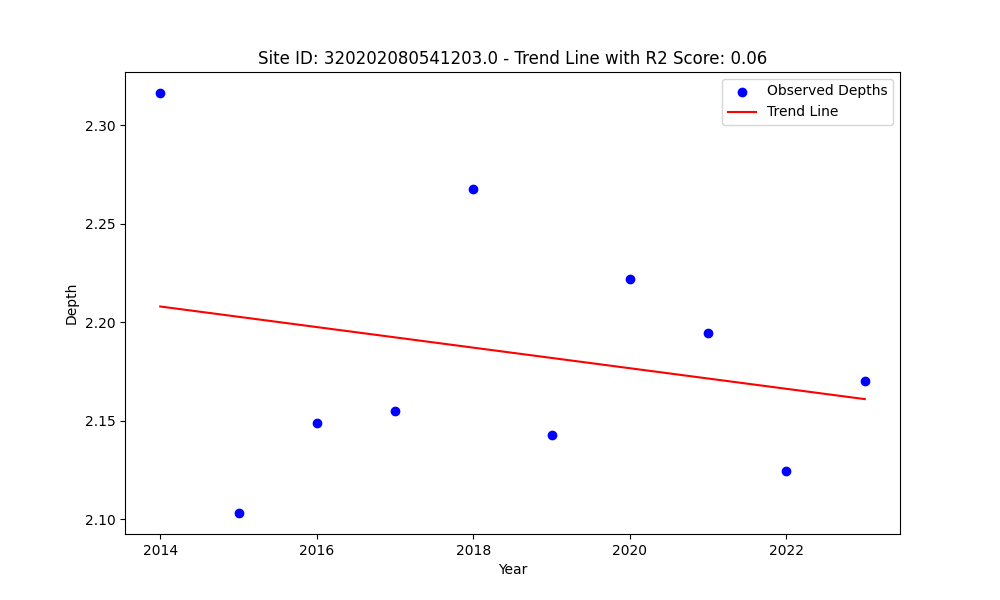 Site ID: 320202080541203.0 - Trend Line with R2 Score: 0.06
Observed Depths
Trend Line
2.30
2.25
2.20
2.15
2.10
Depth
2014
2016
2018
2020
2022
Year